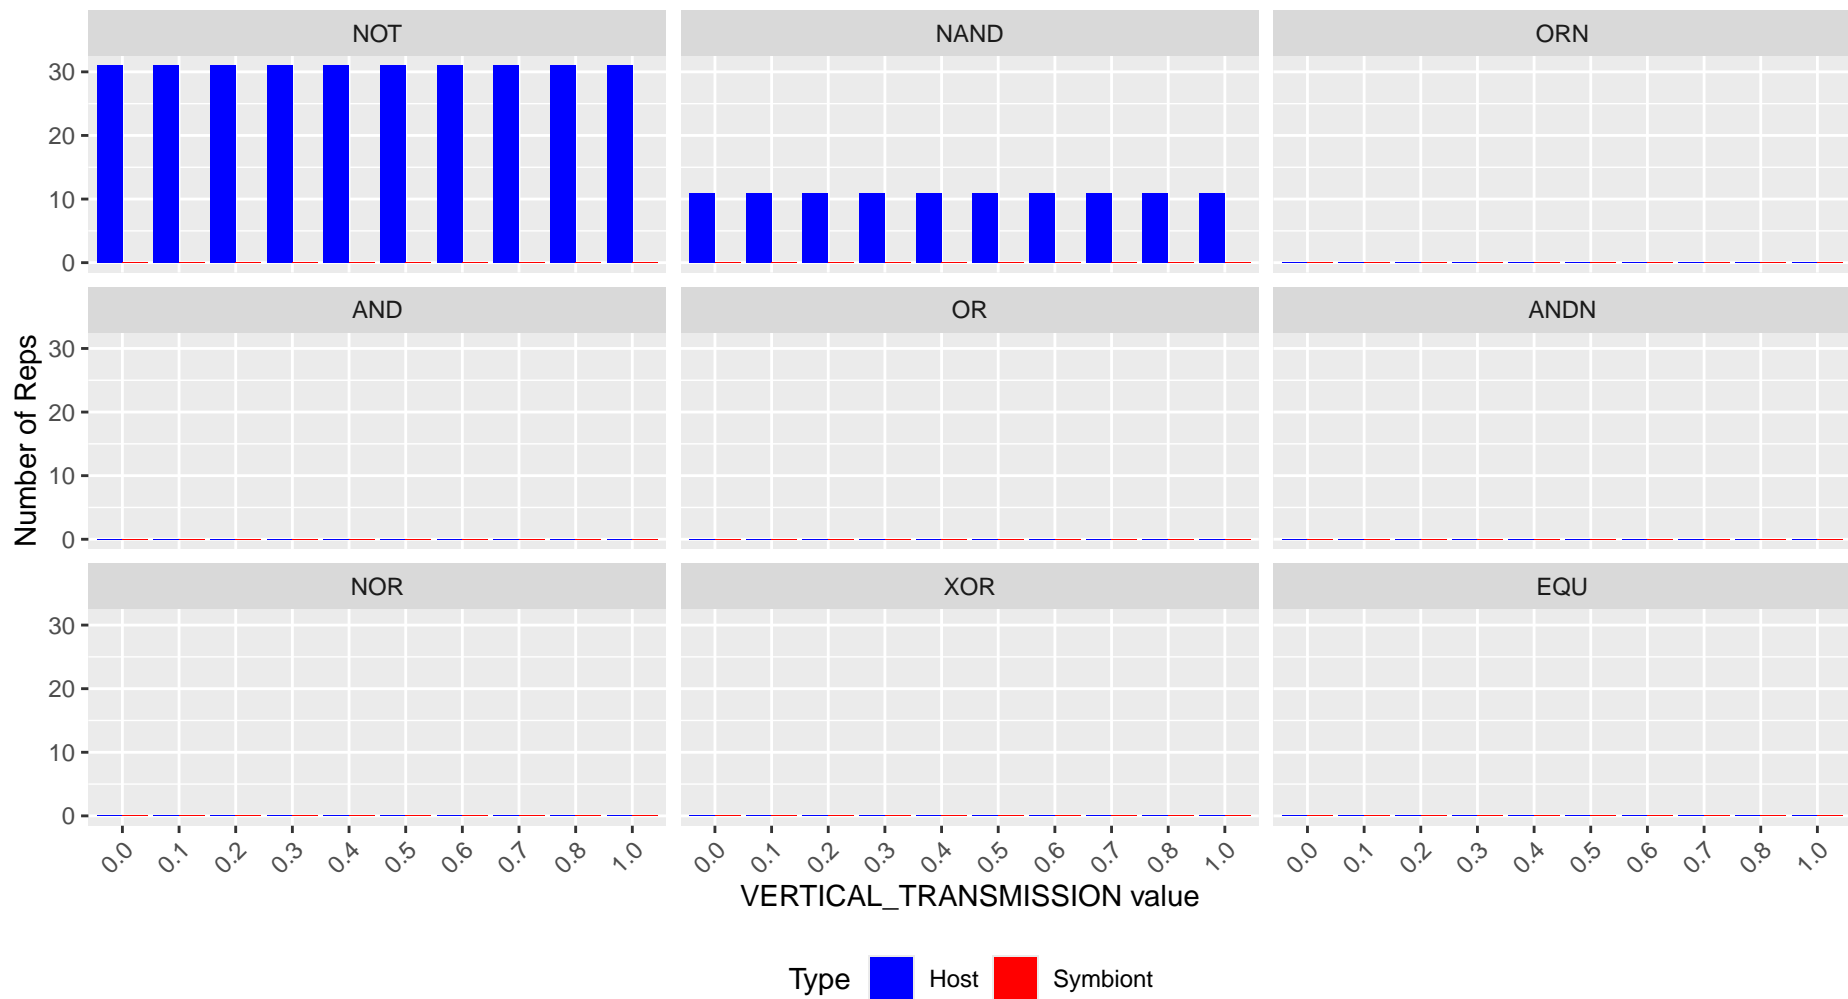 NOT NAND ORN
30
20
10
0
AND OR ANDN
30
20
10
0
Number of Reps
NOR XOR EQU
30
20
10
0
0.0 0.1 0.2 0.3 0.4 0.5 0.6 0.7 0.8 1.0 0.0 0.1 0.2 0.3 0.4 0.5 0.6 0.7 0.8 1.0 0.0 0.1 0.2 0.3 0.4 0.5 0.6 0.7 0.8 1.0
VERTICAL_TRANSMISSION value
Type Host Symbiont